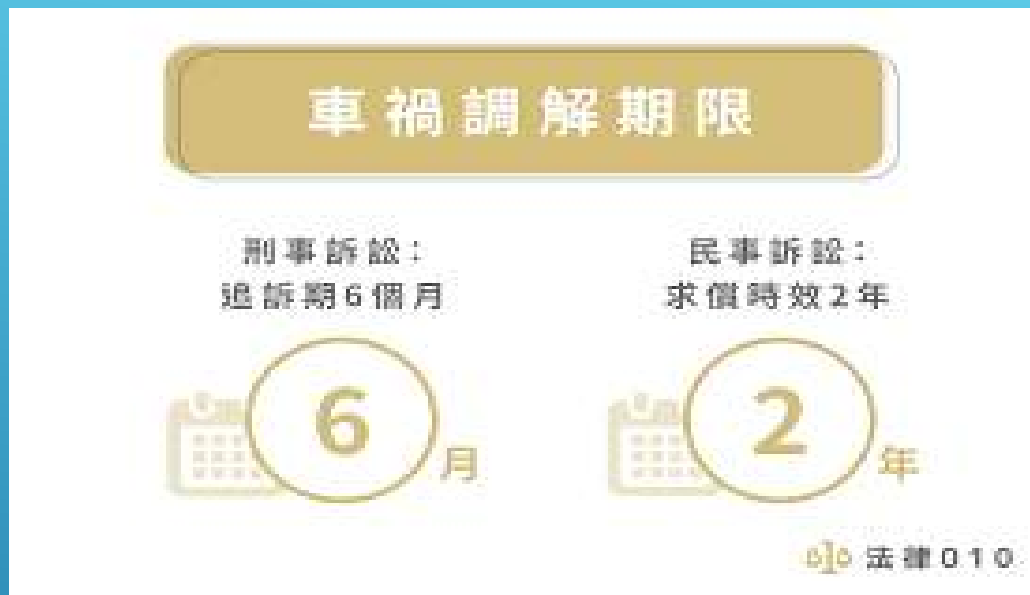 車禍調解期限
刑事訴訟：
追訴期6個月
民事訴訟：
求償時效2年
6
月
2
年
法律010